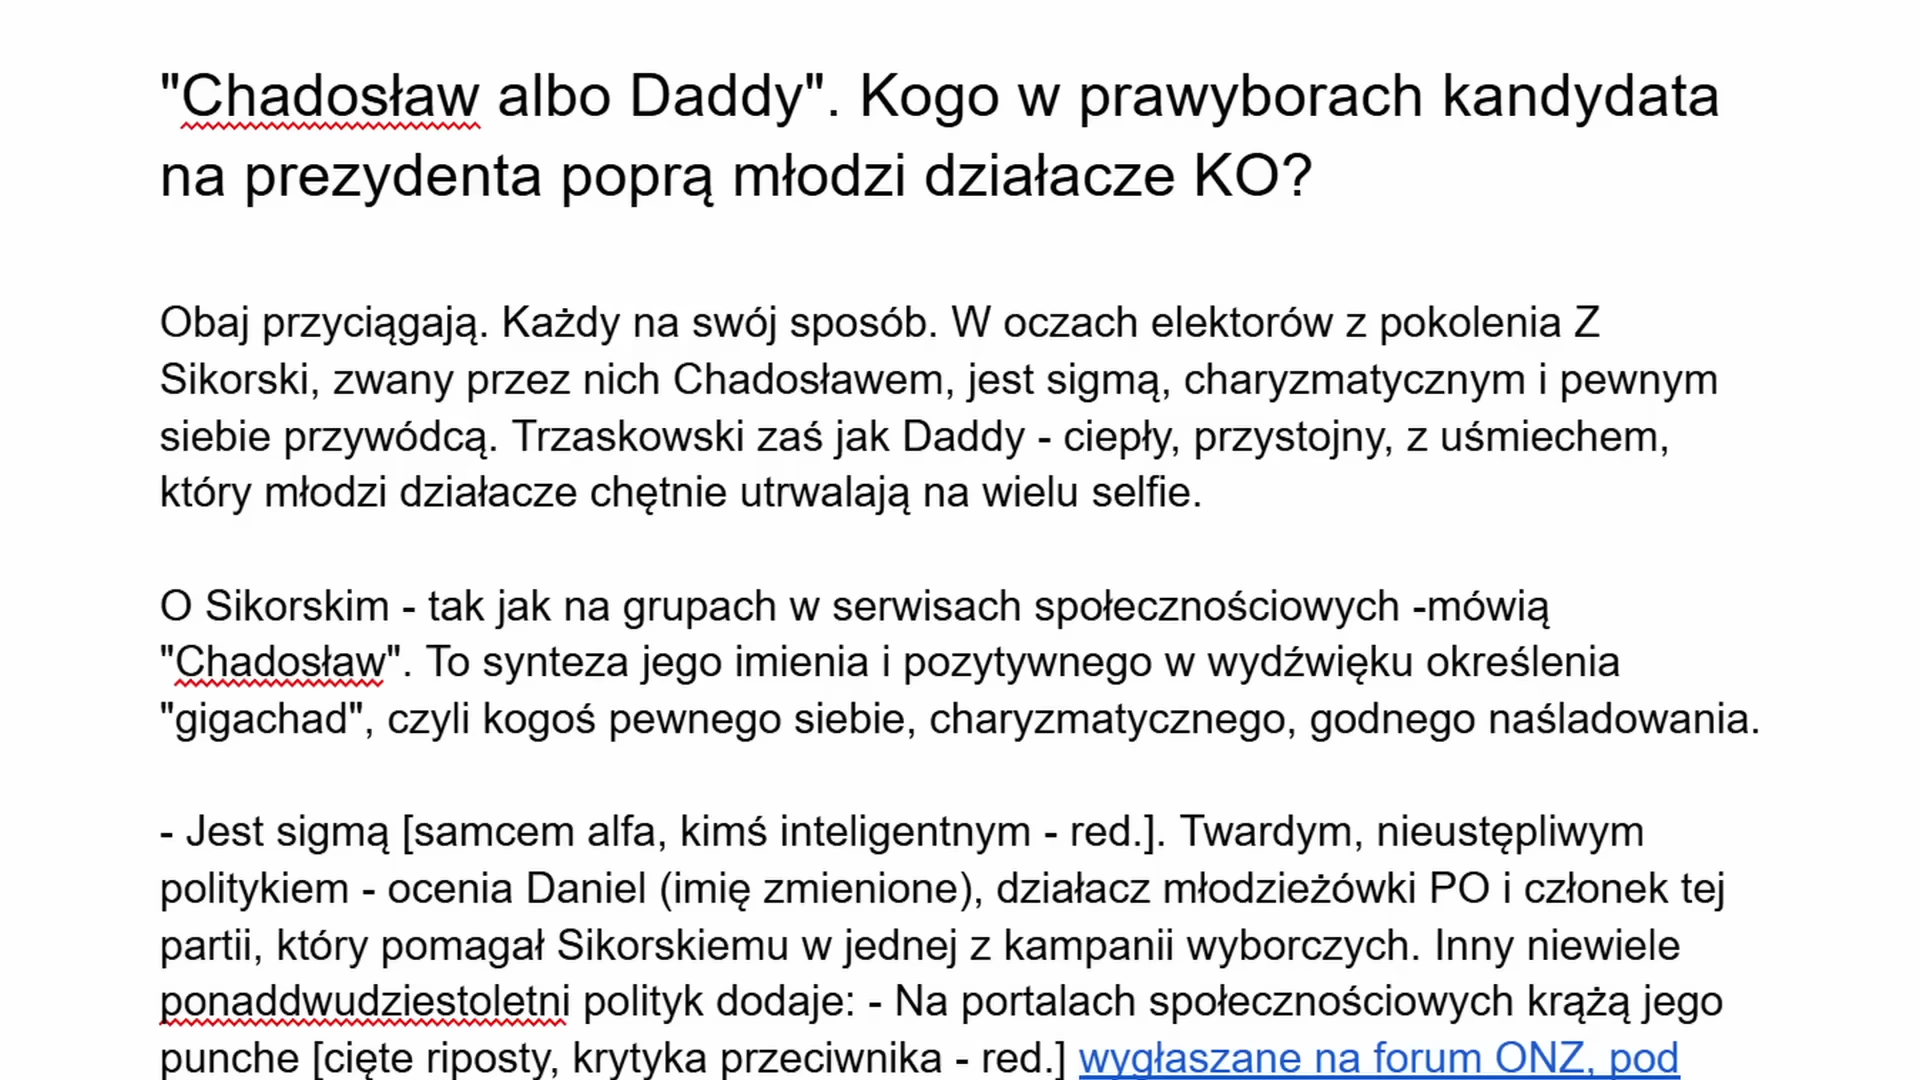 "Chadosław albo Daddy". Kogo w prawyborach kandydata
na prezydenta poprą młodzi działacze KO?
Obaj przyciągają. Każdy na swój sposób. W oczach elektorów z pokolenia Z
Sikorski, zwany przez nich Chadosławem, jest sigmą, charyzmatycznym i pewnym
siebie przywódcą. Trzaskowski zaś jak Daddy - ciepły, przystojny, z uśmiechem,
który młodzi działacze chętnie utrwalają na wielu selfie.
O Sikorskim - tak jak na grupach w serwisach społecznościowych -mówią
"Chadosław". To synteza jego imienia i pozytywnego w wydźwięku określenia
"gigachad", czyli kogoś pewnego siebie, charyzmatycznego, godnego naśladowania.
- Jest sigmą [samcem alfa, kimś inteligentnym - red.]. Twardym, nieustępliwym
politykiem - ocenia Daniel (imię zmienione), działacz młodzieżówki PO i członek tej
partii, który pomagał Sikorskiemu w jednej z kampanii wyborczych. Inny niewiele
ponaddwudziestoletni polityk dodaje: - Na portalach społecznościowych krążą jego
punche [cięte riposty, krytyka przeciwnika - red.] wygłaszane na forum ONZ, pod